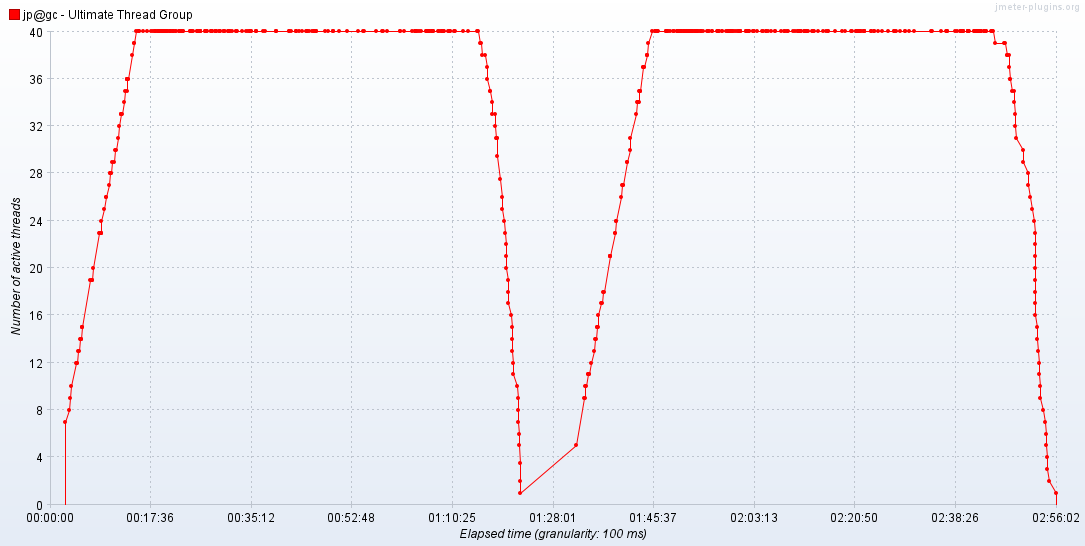 jp@gc - Ultimate Thread Group
jmeter-plugins.org
40
36
32
28
24
20
16
12
8
4
0
Number of active threads
00:00:00 00:17:36 00:35:12 00:52:48 01:10:25 01:28:01 01:45:37 02:03:13 02:20:50 02:38:26 02:56:02
Elapsed time (granularity: 100 ms)